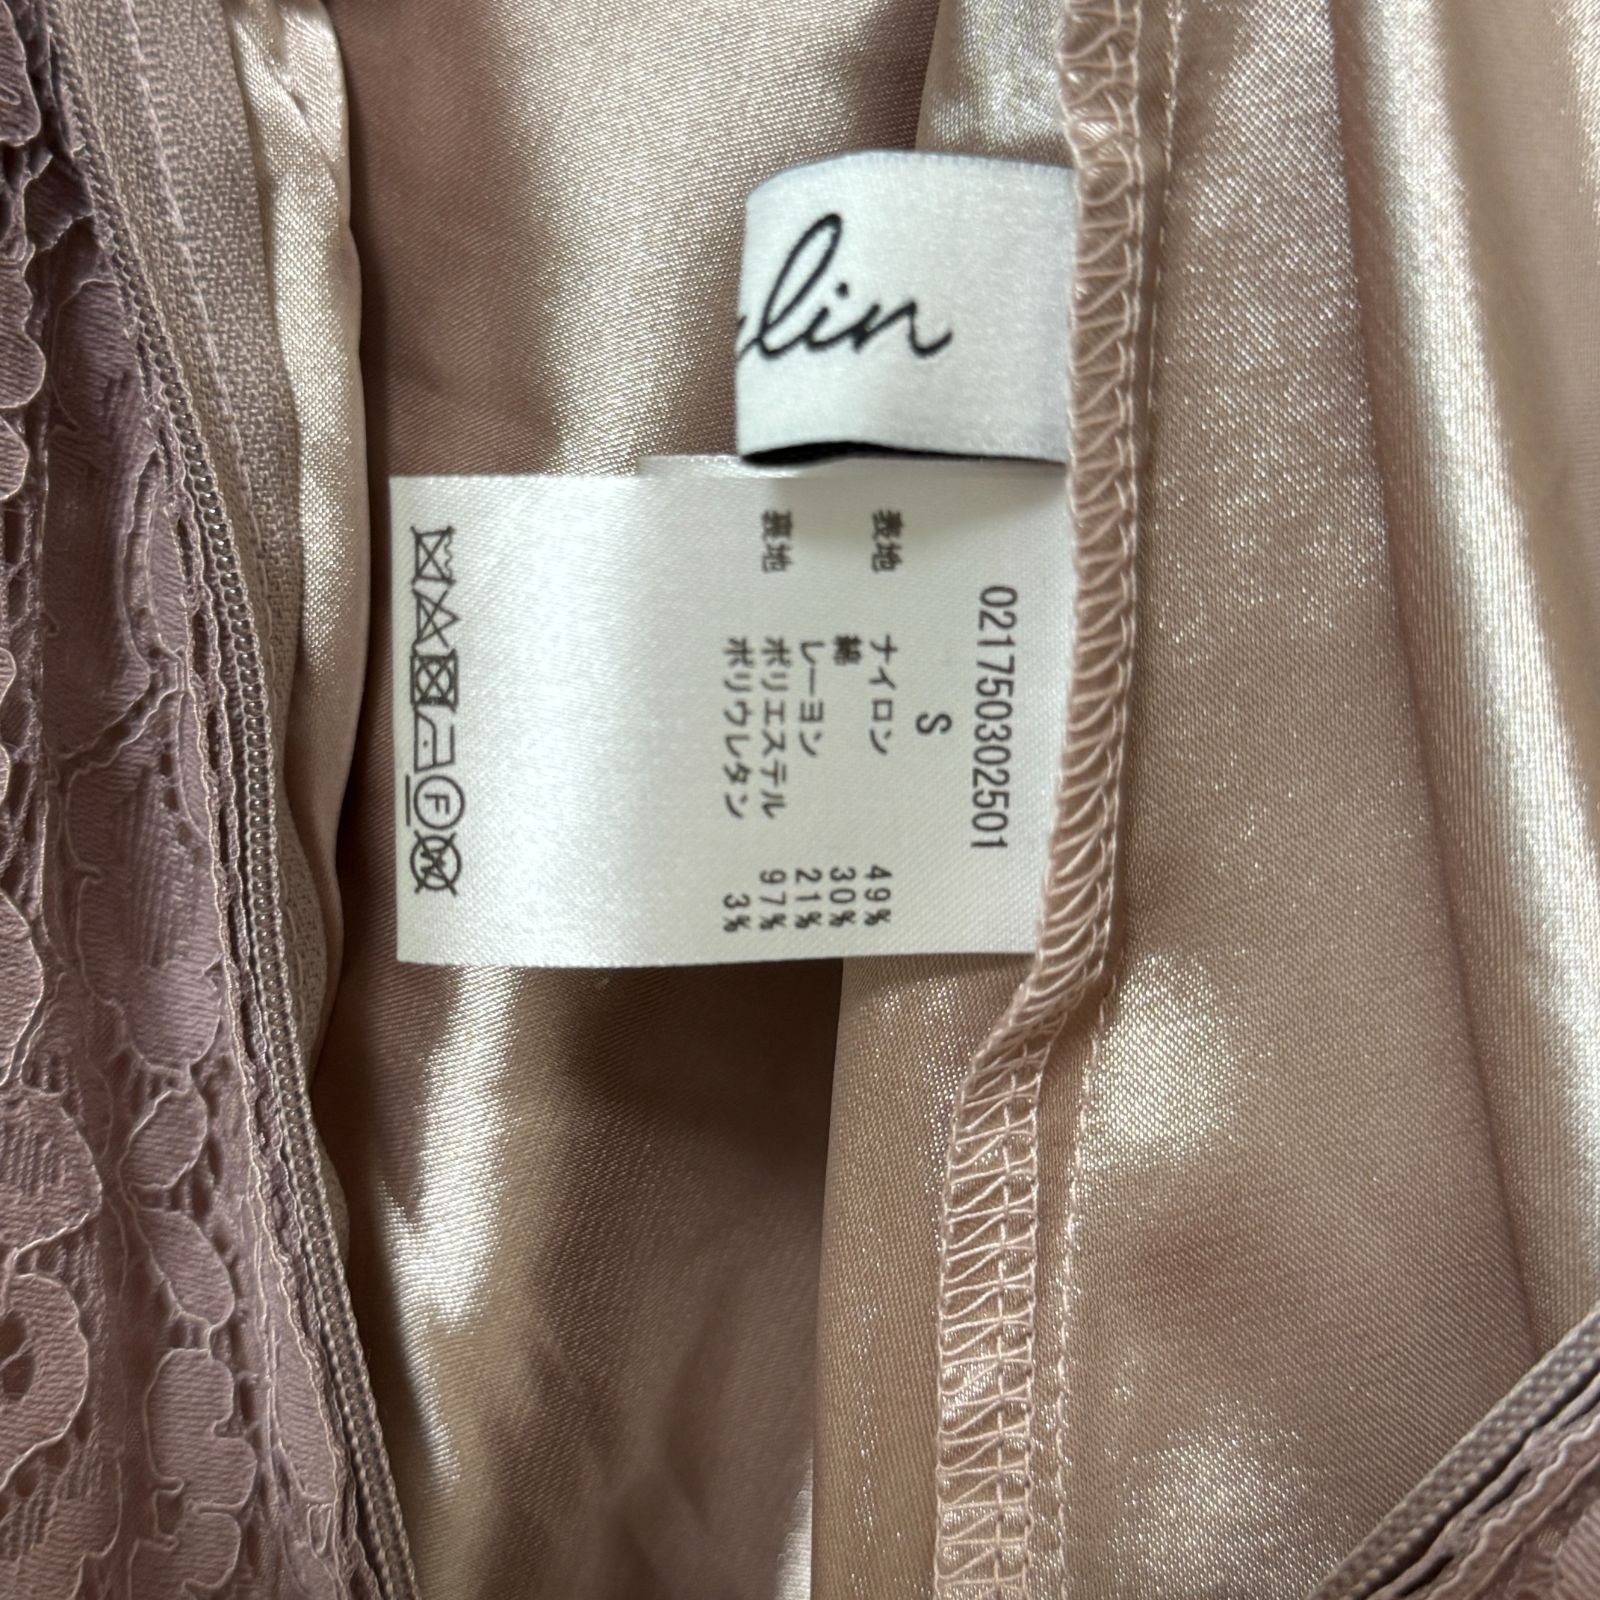 lin
021750302501
S
表地 ナイロン 49%
綿 30%
レーヨン 21%
裏地 ポリエステル 97%
ポリウレタン 3%
F
W